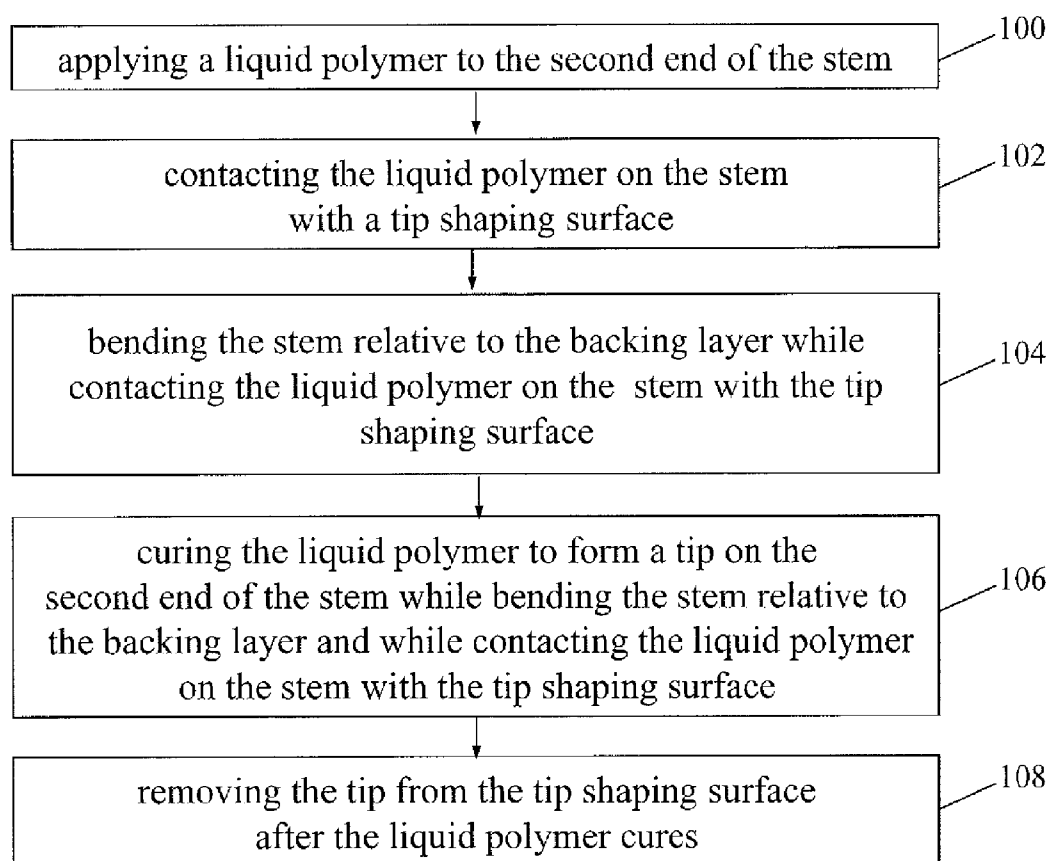 applying a liquid polymer to the second end of the stem
100
contacting the liquid polymer on the stem
with a tip shaping surface
102
bending the stem relative to the backing layer while
contacting the liquid polymer on the stem with the tip
shaping surface
104
curing the liquid polymer to form a tip on the
second end of the stem while bending the stem relative to
the backing layer and while contacting the liquid polymer
on the stem with the tip shaping surface
106
removing the tip from the tip shaping surface
after the liquid polymer cures
108